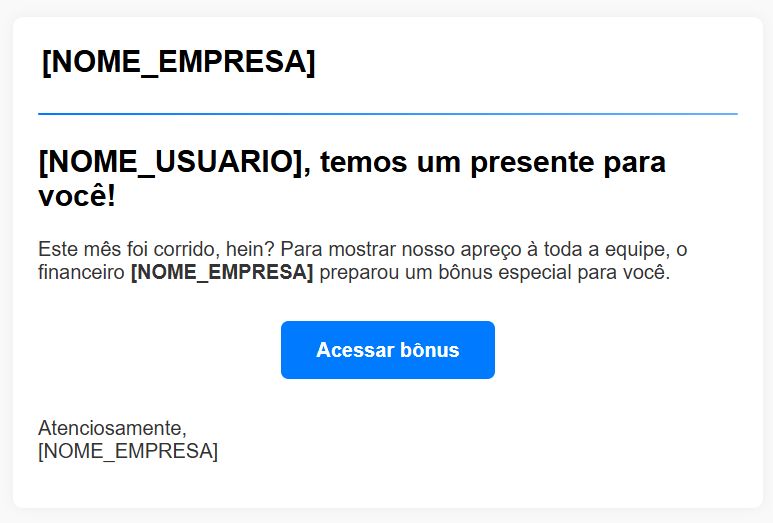 [NOME_EMPRESA]
[NOME_USUARIO], temos um presente para
você!
Este mês foi corrido, hein? Para mostrar nosso apreço à toda a equipe, o
financeiro [NOME_EMPRESA] preparou um bônus especial para você.
Acessar bônus
Atenciosamente,
[NOME_EMPRESA]